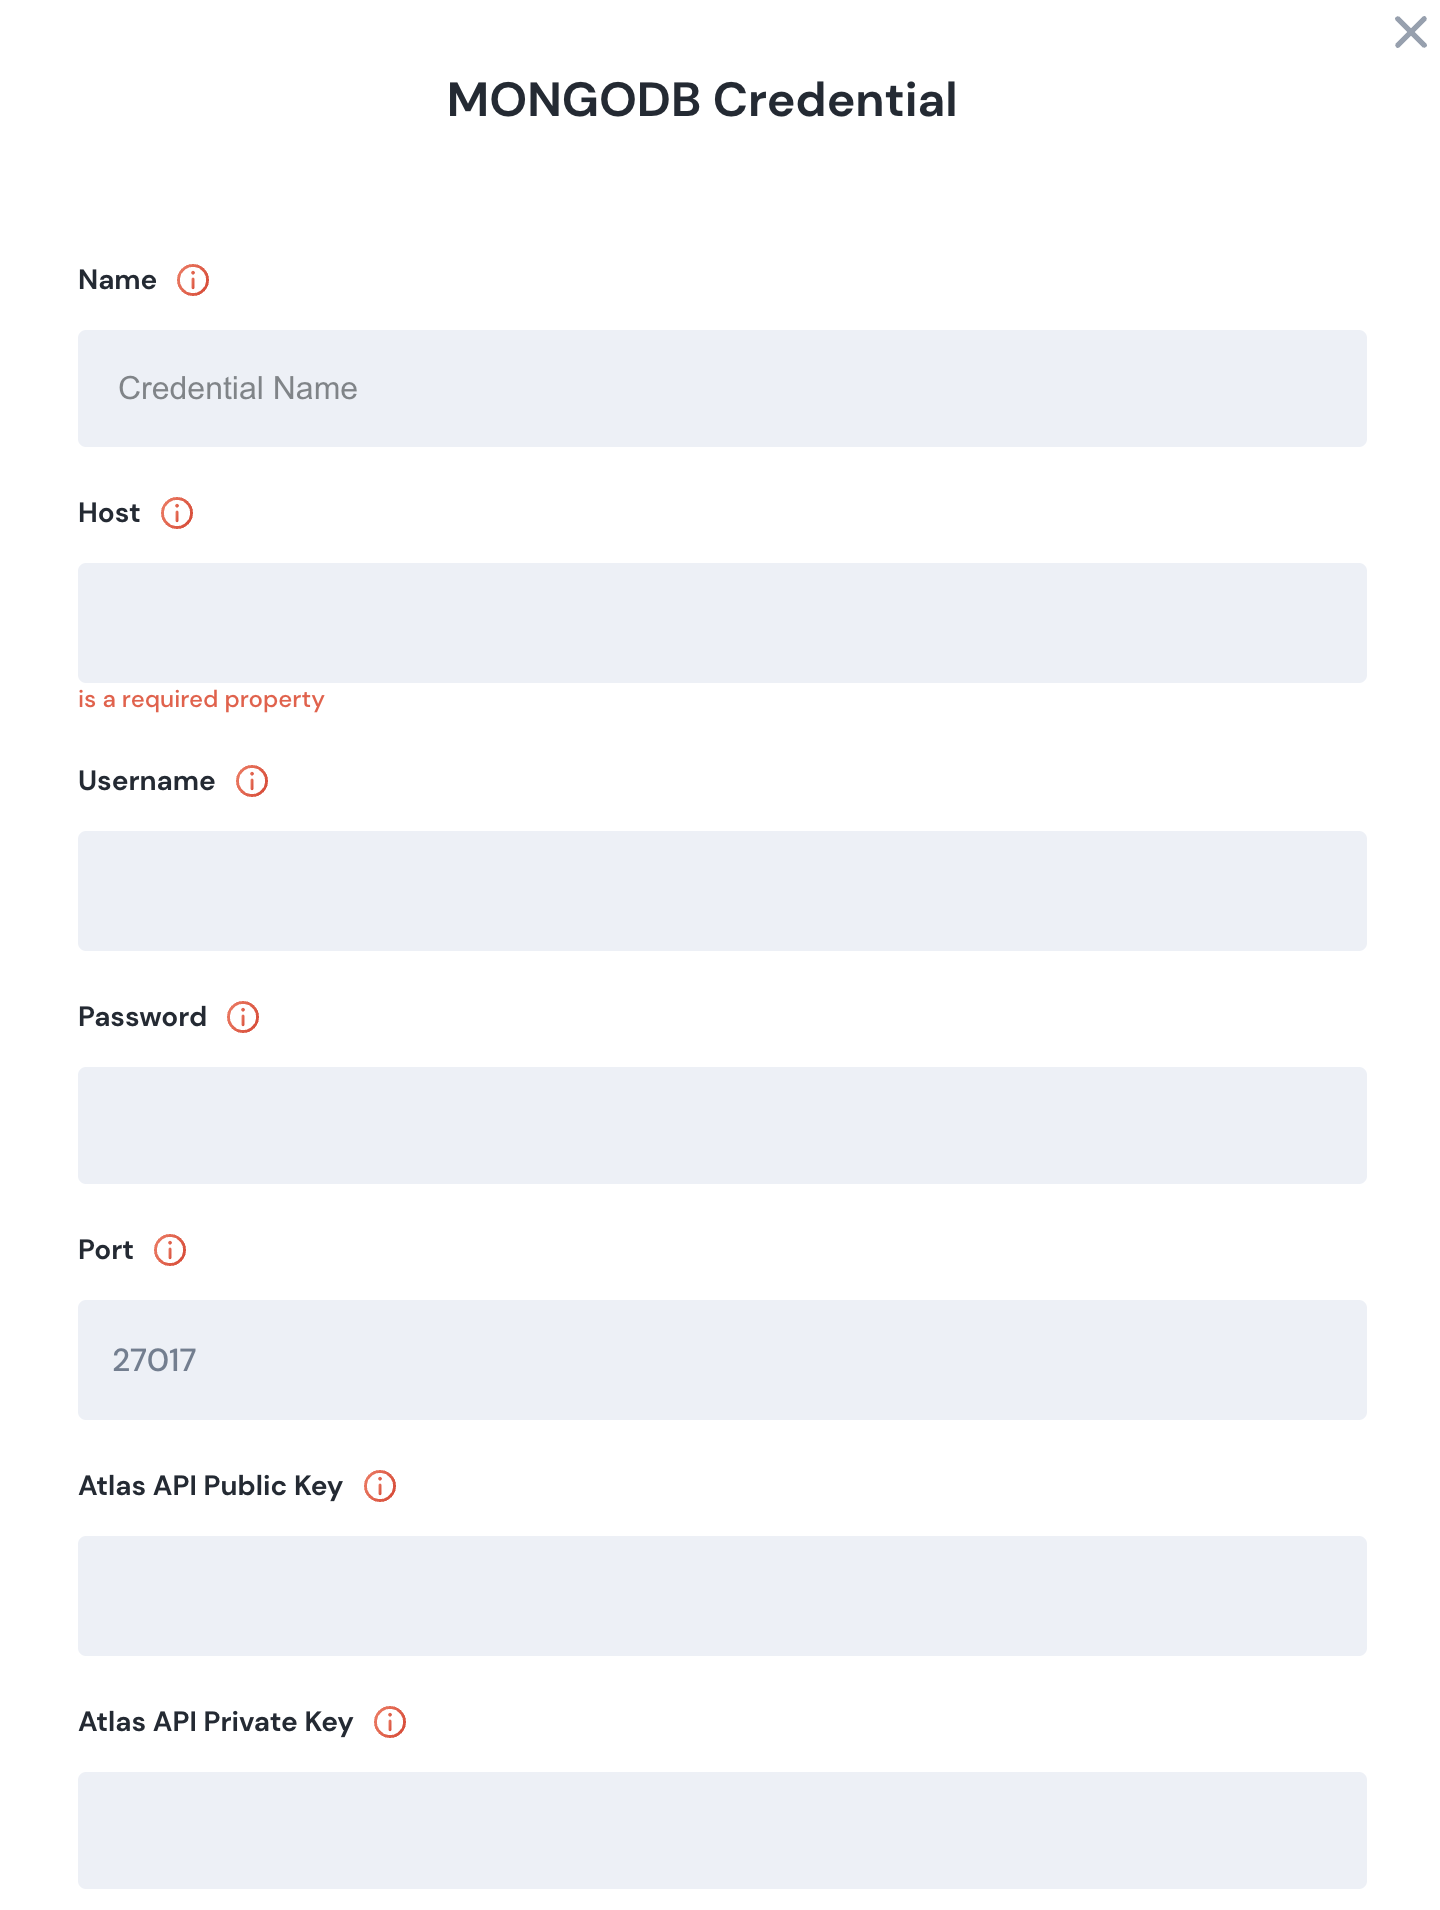 MONGODB Credential
Name
Credential Name
Host
is a required property
Username
Password
Port
27017
Atlas API Public Key
Atlas API Private Key